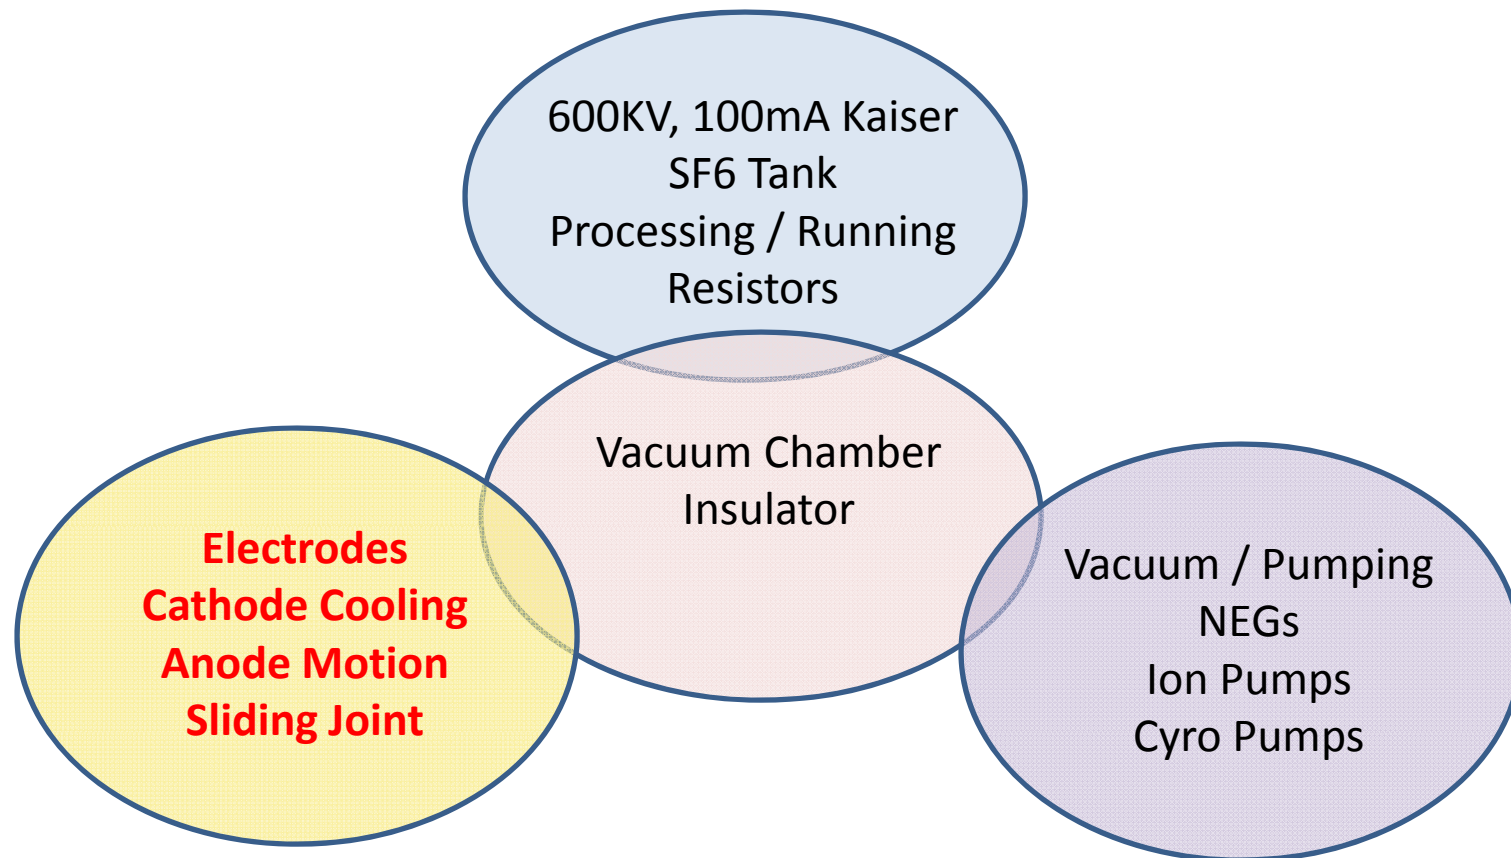 600KV, 100mA Kaiser
SF6 Tank
Processing / Running
Resistors
Vacuum Chamber
Insulator
Electrodes
Cathode Cooling
Anode Motion
Sliding Joint
Vacuum / Pumping
NEGs
Ion Pumps
Cyro Pumps